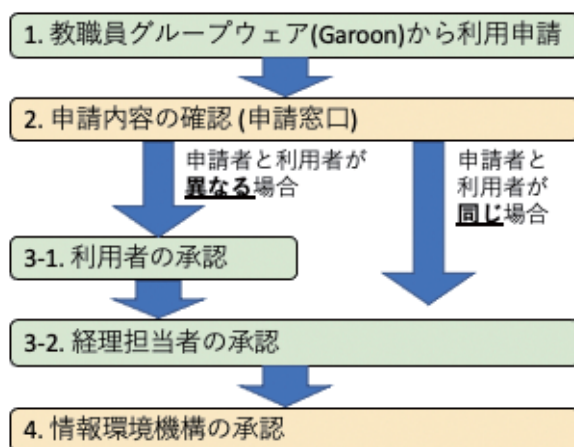 1. 教職員グループウェア(Garoon)から利用申請
2. 申請内容の確認 (申請窓口)
申請者と利用者が
異なる場合
申請者と
利用者が
同じ場合
3-1. 利用者の承認
3-2. 経理担当者の承認
4. 情報環境機構の承認